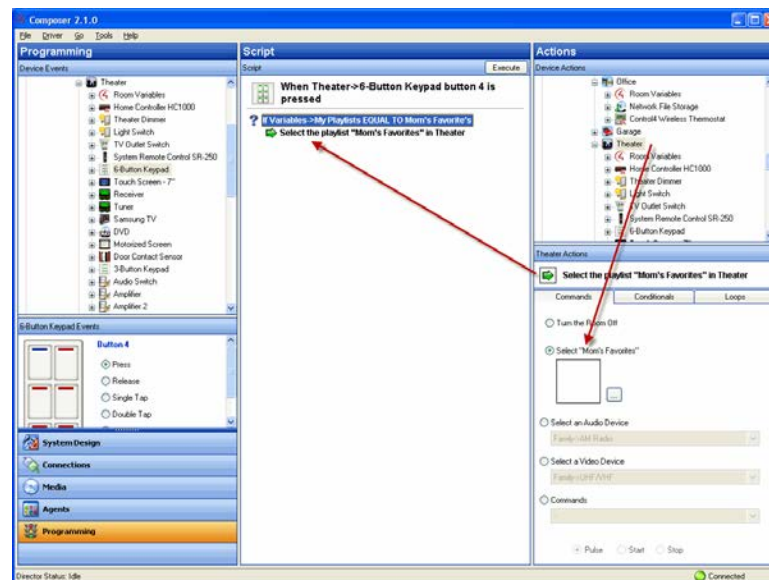 Composer 2.1.0
File Driver Go Tools Help
Programming
Device Events
Theater
Room Variables
Home Controller HC1000
Theater Dimmer
Light Switch
TV Outlet Switch
System Remote Control SR-250
6-Button Keypad
Touch Screen - 7"
Receiver
Tuner
Samsung TV
DVD
Motorized Screen
Door Contact Sensor
3-Button Keypad
Audio Switch
Amplifier
Amplifier 2
6-Button Keypad Events
Button 4
Press
Release
Single Tap
Double Tap
System Design
Connections
Media
Agents
Programming
Director Status: Idle
Script
Script
Execute
When Theater->6-Button Keypad button 4 is
pressed
If Variables->My Playlists EQUAL TO Mom's Favorite's
Select the playlist "Mom's Favorites" in Theater
Actions
Device Actions
Office
Room Variables
Network File Storage
Control4 Wireless Thermostat
Garage
Theater
Room Variables
Home Controller HC1000
Theater Dimmer
Light Switch
TV Outlet Switch
System Remote Control SR-250
6-Button Keypad
Theater Actions
Select the playlist "Mom's Favorites" in Theater
Commands Conditionals Loops
Turn the Room Off
Select "Mom's Favorites"
...
Select an Audio Device
Family->AM Radio
Select a Video Device
Family->UHF/VHF
Commands
Pulse Start Stop
Connected